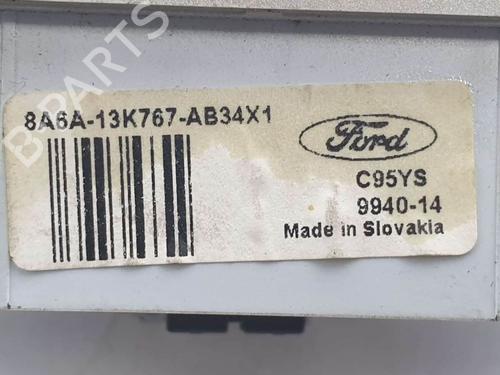 B-PARTS
8A6A-13K767-AB34X1
Ford
C95YS
9940-14
Made in Slovakia